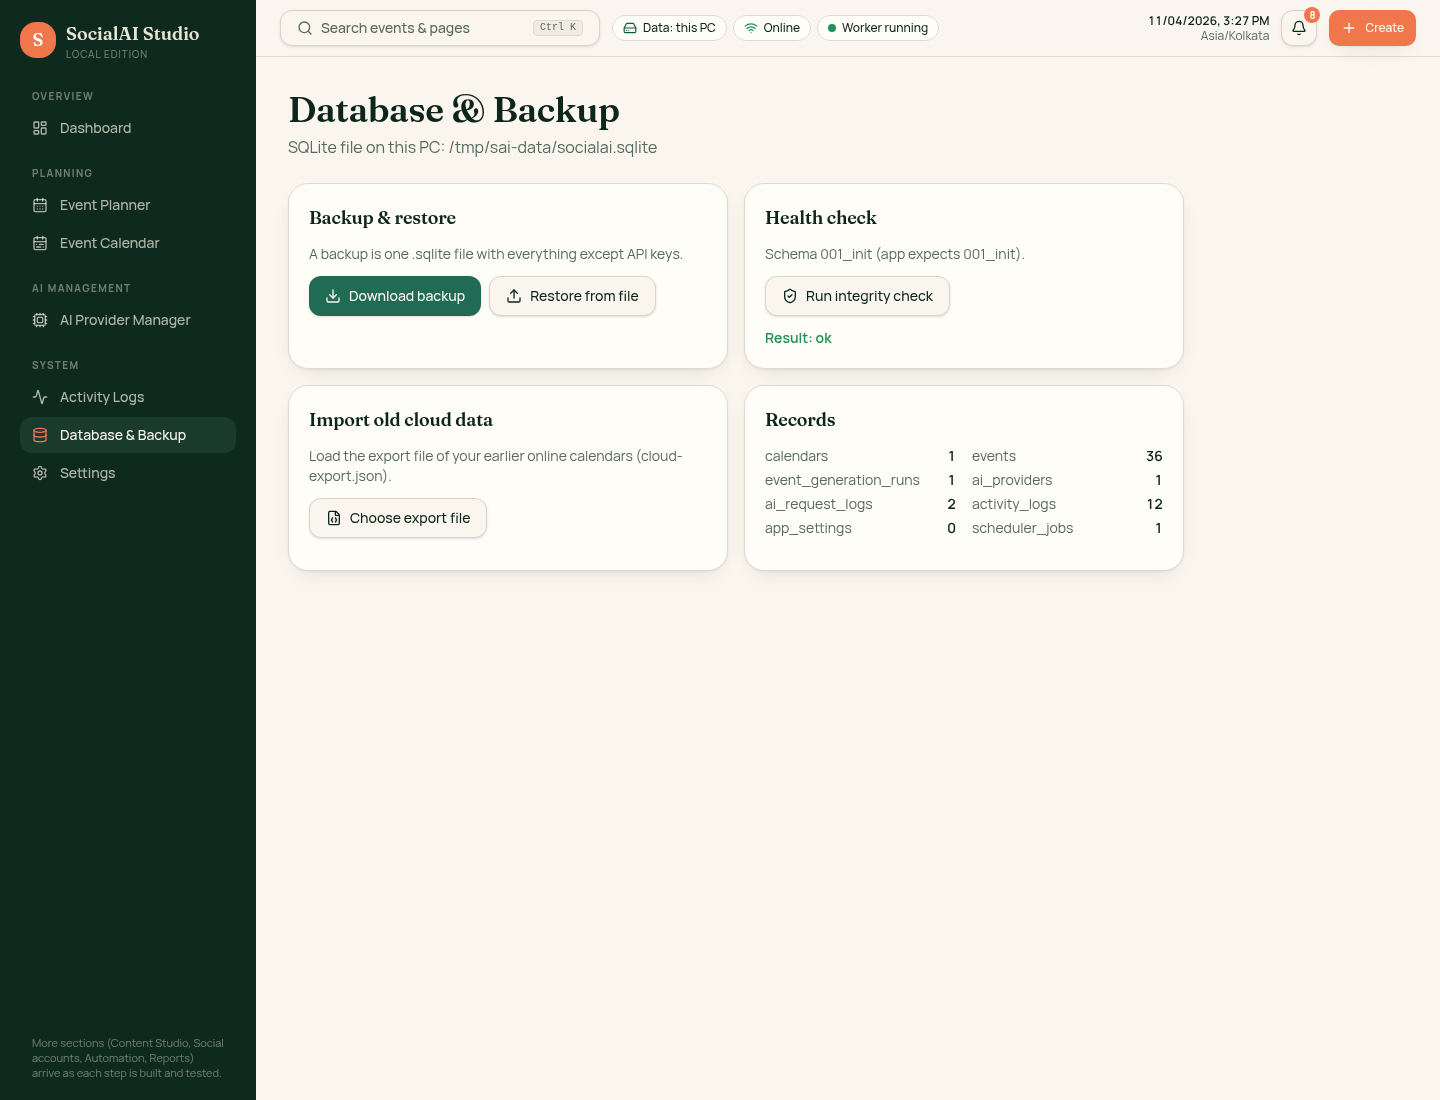 S
SocialAI Studio
LOCAL EDITION
OVERVIEW
Dashboard
PLANNING
Event Planner
Event Calendar
AI MANAGEMENT
AI Provider Manager
SYSTEM
Activity Logs
Database & Backup
Settings
More sections (Content Studio, Social
accounts, Automation, Reports)
arrive as each step is built and tested.
Search events & pages
Ctrl K
Data: this PC
Online
Worker running
11/04/2026, 3:27 PM
Asia/Kolkata
8
Create
Database & Backup
SQLite file on this PC: /tmp/sai-data/socialai.sqlite
Backup & restore
A backup is one .sqlite file with everything except API keys.
Download backup
Restore from file
Health check
Schema 001_init (app expects 001_init).
Run integrity check
Result: ok
Import old cloud data
Load the export file of your earlier online calendars (cloud-
export.json).
Choose export file
Records
calendars 1 events 36
event_generation_runs 1 ai_providers 1
ai_request_logs 2 activity_logs 12
app_settings 0 scheduler_jobs 1